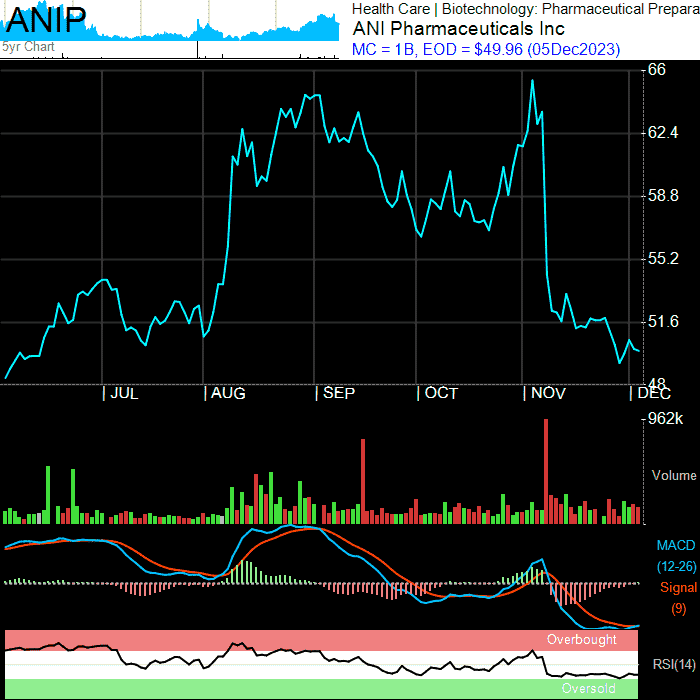 ANIP
5yr Chart
Health Care | Biotechnology: Pharmaceutical Prepara
ANI Pharmaceuticals Inc
MC = 1B, EOD = $49.96 (05Dec2023)
66
62.4
58.8
55.2
51.6
48
| JUL | AUG | SEP | OCT | NOV | DEC
962k
Volume
MACD
(12-26)
Signal
(9)
Overbought
RSI(14)
Oversold